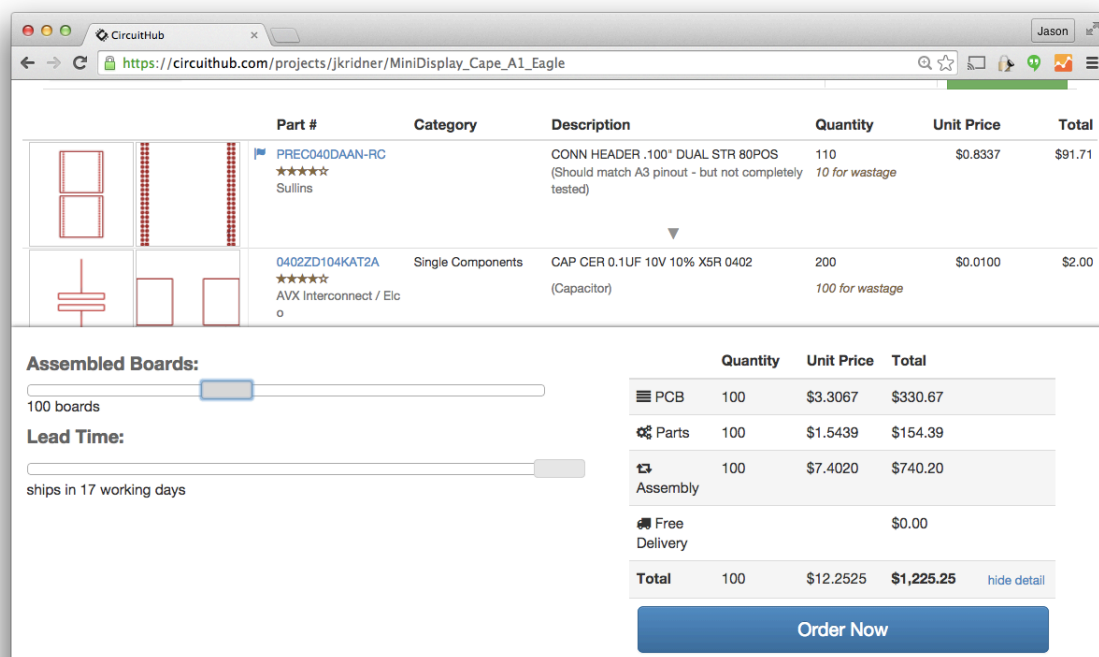 CircuitHub
Jason
https://circuithub.com/projects/jkridner/MiniDisplay_Cape_A1_Eagle
Part # Category Description Quantity Unit Price Total
PREC040DAAN-RC CONN HEADER .100" DUAL STR 80POS 110 $0.8337 $91.71
(Should match A3 pinout - but not completely 10 for wastage
Sullins tested)
0402ZD104KAT2A Single Components CAP CER 0.1UF 10V 10% X5R 0402 200 $0.0100 $2.00
(Capacitor) 100 for wastage
AVX Interconnect / Elc
o
Assembled Boards:
100 boards
Lead Time:
ships in 17 working days
Quantity Unit Price Total
PCB 100 $3.3067 $330.67
Parts 100 $1.5439 $154.39
Assembly 100 $7.4020 $740.20
Free $0.00
Delivery
Total 100 $12.2525 $1,225.25 hide detail
Order Now